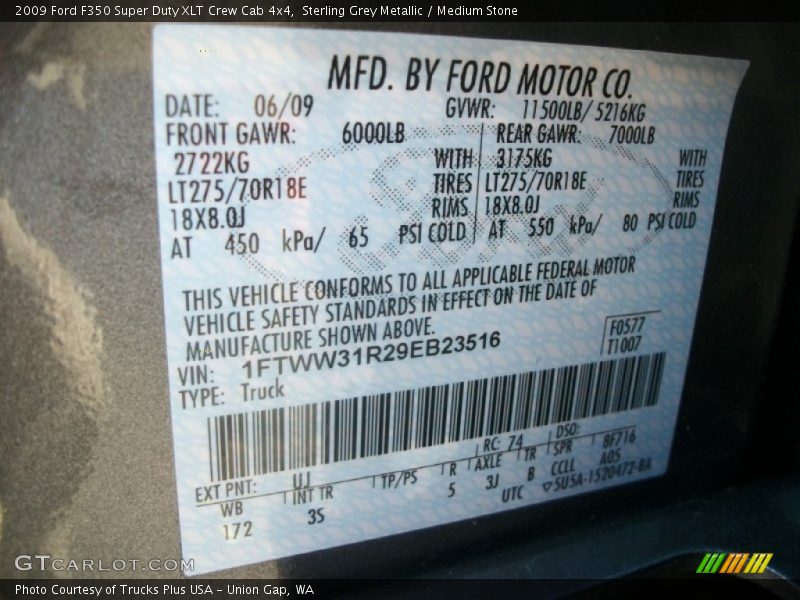 2009 Ford F350 Super Duty XLT Crew Cab 4x4, Sterling Grey Metallic / Medium Stone
MFD. BY FORD MOTOR CO.
DATE: 06/09 GVWR: 11500LB/ 5216KG
FRONT GAWR: 6000LB REAR GAWR: 7000LB
2722KG WITH 3175KG WITH
LT275/70R18E TIRES LT275/70R18E TIRES
18X8.0J RIMS 18X8.0J RIMS
AT 450 kPa/ 65 PSI COLD AT 550 kPa/ 80 PSI COLD
THIS VEHICLE CONFORMS TO ALL APPLICABLE FEDERAL MOTOR
VEHICLE SAFETY STANDARDS IN EFFECT ON THE DATE OF
MANUFACTURE SHOWN ABOVE.
VIN: 1FTWW31R29EB23516 F0577
TYPE: Truck T1007
EXT PNT: UJ RC: 74 DSO:
WB INT TR TP/PS R AXLE TR SPR BF716
172 3S 5 3J B CCLL A05
UTC ▽5U5A-1520472-BA
GTCARLOT.COM
Photo Courtesy of Trucks Plus USA – Union Gap, WA